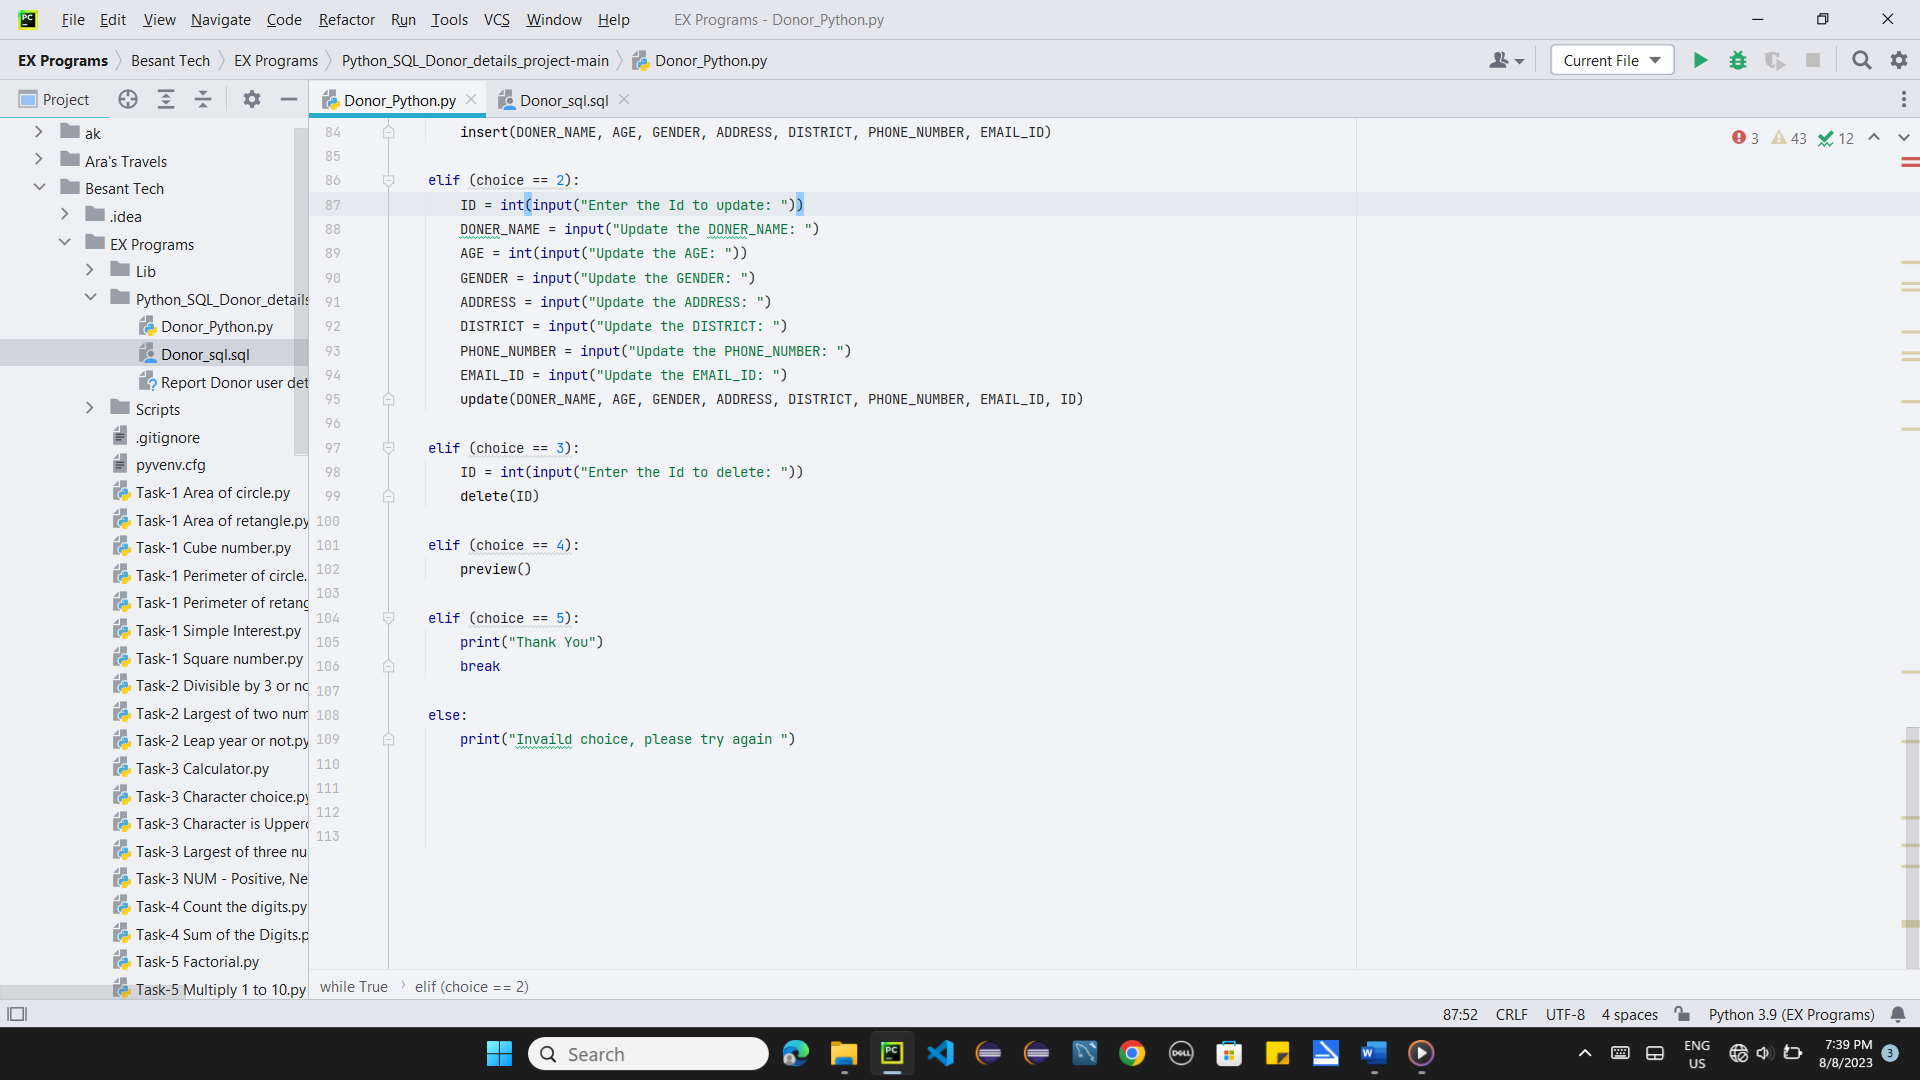 PC File Edit View Navigate Code Refactor Run Tools VCS Window Help EX Programs - Donor_Python.py
EX Programs Besant Tech EX Programs Python_SQL_Donor_details_project-main Donor_Python.py Current File
Project Donor_Python.py Donor_sql.sql
3 43 12
ak
Ara's Travels
Besant Tech
.idea
EX Programs
Lib
Python_SQL_Donor_details
Donor_Python.py
Donor_sql.sql
Report Donor user det
Scripts
.gitignore
pyvenv.cfg
Task-1 Area of circle.py
Task-1 Area of retangle.py
Task-1 Cube number.py
Task-1 Perimeter of circle.
Task-1 Perimeter of retang
Task-1 Simple Interest.py
Task-1 Square number.py
Task-2 Divisible by 3 or no
Task-2 Largest of two num
Task-2 Leap year or not.py
Task-3 Calculator.py
Task-3 Character choice.py
Task-3 Character is Upperc
Task-3 Largest of three nu
Task-3 NUM - Positive, Ne
Task-4 Count the digits.py
Task-4 Sum of the Digits.p
Task-5 Factorial.py
Task-5 Multiply 1 to 10.py
84 insert(DONER_NAME, AGE, GENDER, ADDRESS, DISTRICT, PHONE_NUMBER, EMAIL_ID)
85
86 elif (choice == 2):
87 ID = int(input("Enter the Id to update: "))
88 DONER_NAME = input("Update the DONER_NAME: ")
89 AGE = int(input("Update the AGE: "))
90 GENDER = input("Update the GENDER: ")
91 ADDRESS = input("Update the ADDRESS: ")
92 DISTRICT = input("Update the DISTRICT: ")
93 PHONE_NUMBER = input("Update the PHONE_NUMBER: ")
94 EMAIL_ID = input("Update the EMAIL_ID: ")
95 update(DONER_NAME, AGE, GENDER, ADDRESS, DISTRICT, PHONE_NUMBER, EMAIL_ID, ID)
96
97 elif (choice == 3):
98 ID = int(input("Enter the Id to delete: "))
99 delete(ID)
100
101 elif (choice == 4):
102 preview()
103
104 elif (choice == 5):
105 print("Thank You")
106 break
107
108 else:
109 print("Invaild choice, please try again ")
110
111
112
113
while True elif (choice == 2)
87:52 CRLF UTF-8 4 spaces Python 3.9 (EX Programs)
Search PC DELL W ENG US 7:39 PM 8/8/2023 3